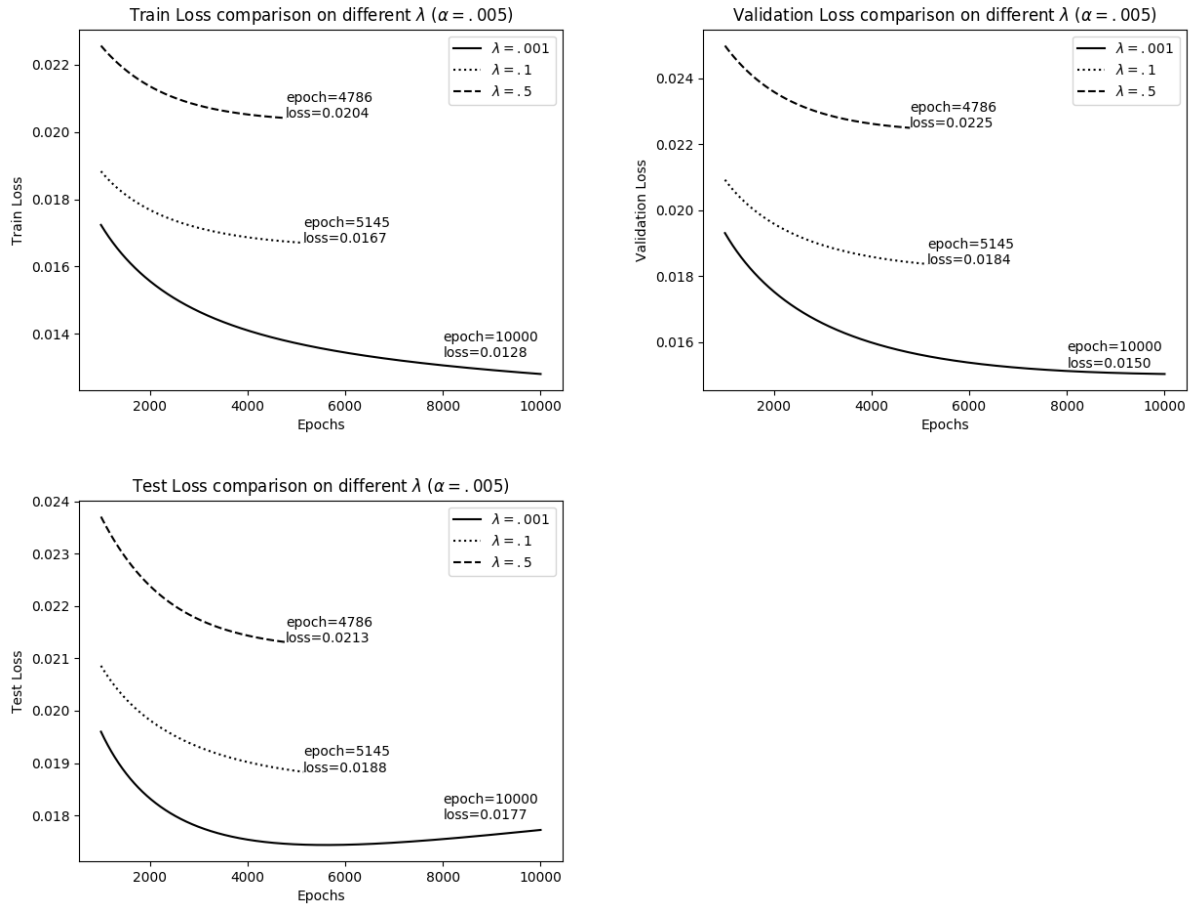 Train Loss comparison on different λ (α = .005)
0.022
0.020
0.018
0.016
0.014
Train Loss
2000 4000 6000 8000 10000
Epochs
λ = .001
λ = .1
λ = .5
epoch=4786
loss=0.0204
epoch=5145
loss=0.0167
epoch=10000
loss=0.0128
Validation Loss comparison on different λ (α = .005)
0.024
0.022
0.020
0.018
0.016
Validation Loss
2000 4000 6000 8000 10000
Epochs
λ = .001
λ = .1
λ = .5
epoch=4786
loss=0.0225
epoch=5145
loss=0.0184
epoch=10000
loss=0.0150
Test Loss comparison on different λ (α = .005)
0.024
0.023
0.022
0.021
0.020
0.019
0.018
Test Loss
2000 4000 6000 8000 10000
Epochs
λ = .001
λ = .1
λ = .5
epoch=4786
loss=0.0213
epoch=5145
loss=0.0188
epoch=10000
loss=0.0177